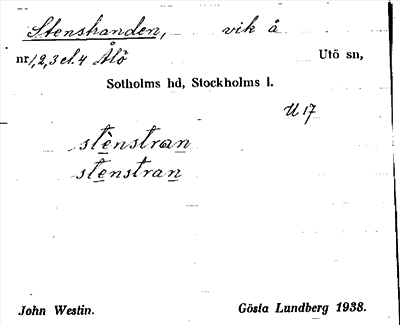 Stenstranden, vik å
nr 1, 2, 3 el. 4 Ålö Utö sn,
Sotholms hd, Stockholms l.
U 17
stènstran
stenstran
John Westin. Gösta Lundberg 1938.